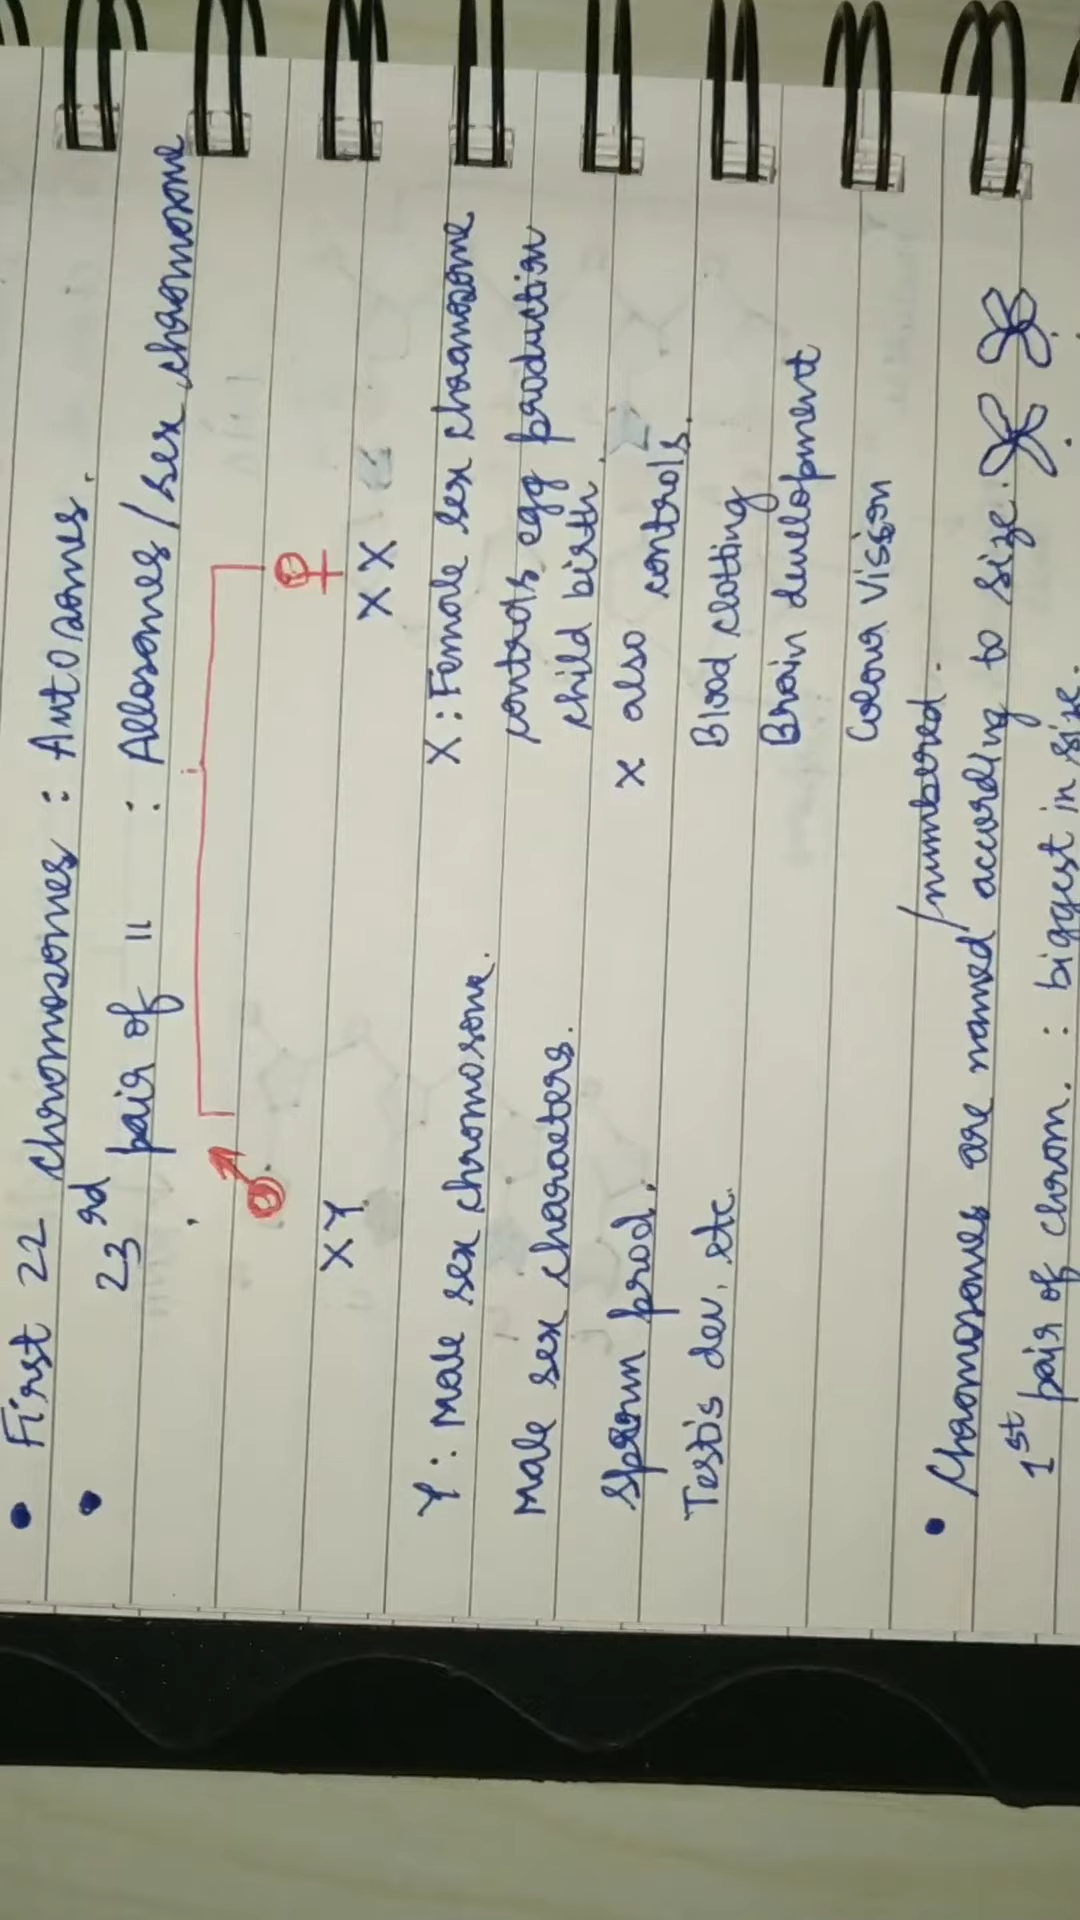 • First 22 chromosomes : Autosomes.
• 23rd pair of " : Allosomes / sex chromosome
♂ ♀
XY XX
Y : Male sex chromosome.
Male sex charaters.
Sperm prod.
Testis dev. etc.
X : Female sex chromosome
controls egg production
child birth.
X also controls.
Blood clotting
Brain development
Colour Vision
• Chromosomes are named /numbered according to size.
1st pair of chrom. : biggest in size.